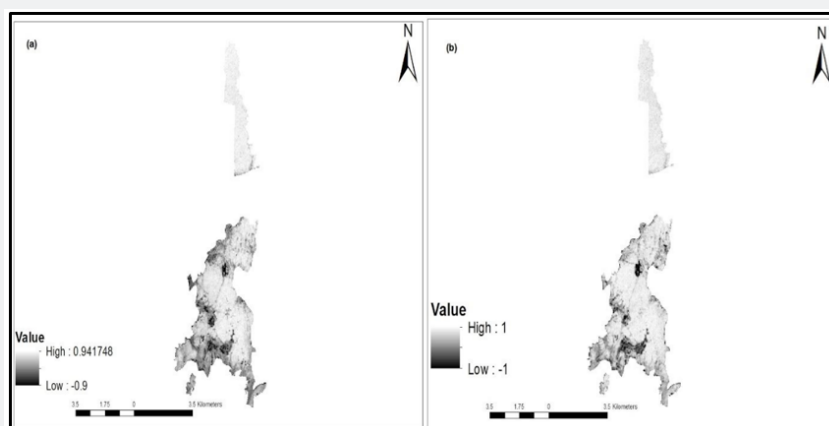 (a)
N
Value
High : 0.941748
Low : -0.9
3.5 1.75 0 3.5 Kilometers
(b)
N
Value
High : 1
Low : -1
3.5 1.75 0 3.5 Kilometers